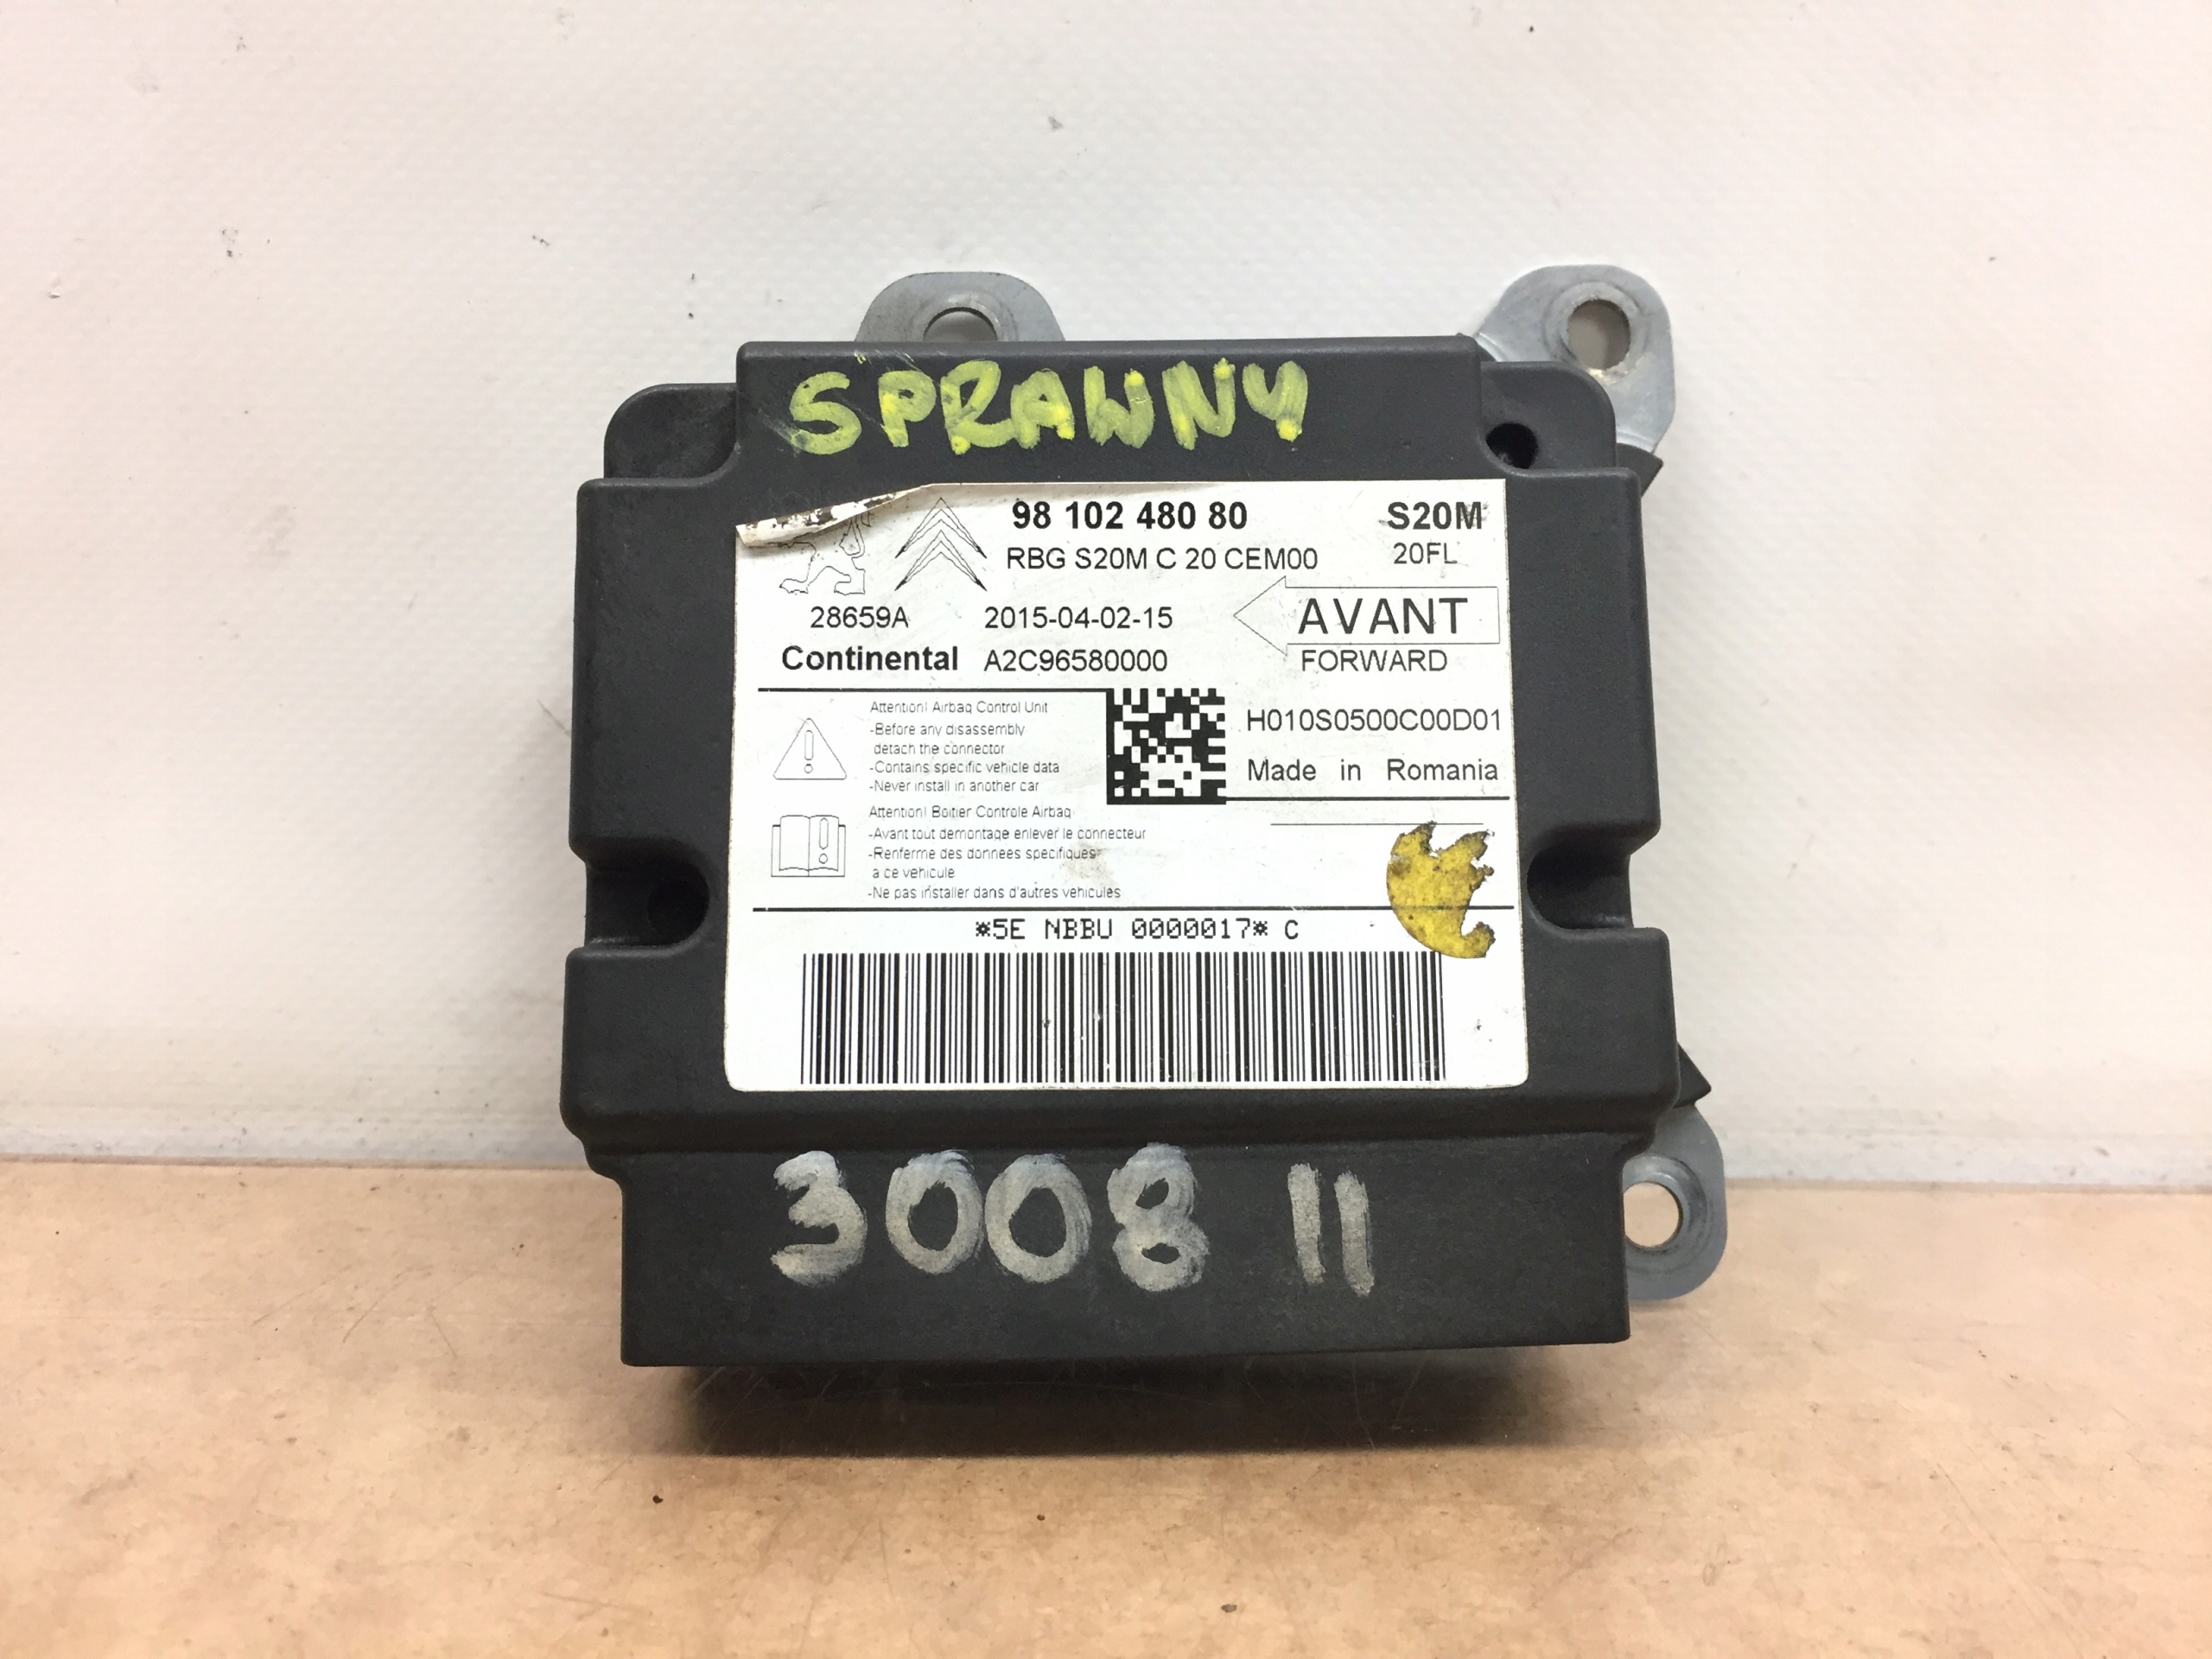 SPRAWNY
98 102 480 80 S20M
RBG S20M C 20 CEM00 20FL
28659A 2015-04-02-15 AVANT
Continental A2C96580000 FORWARD
Attention! Airbag Control Unit
-Before any disassembly
detach the connector
-Contains specific vehicle data
-Never install in another car
H010S0500C00D01
Made in Romania
Attention! Boitier Controle Airbag
-Avant tout demontage enlever le connecteur
-Renferme des donnees specifiques
a ce vehicule
-Ne pas installer dans d'autres vehicules
*5E NBBU 0000017* C
3008 II